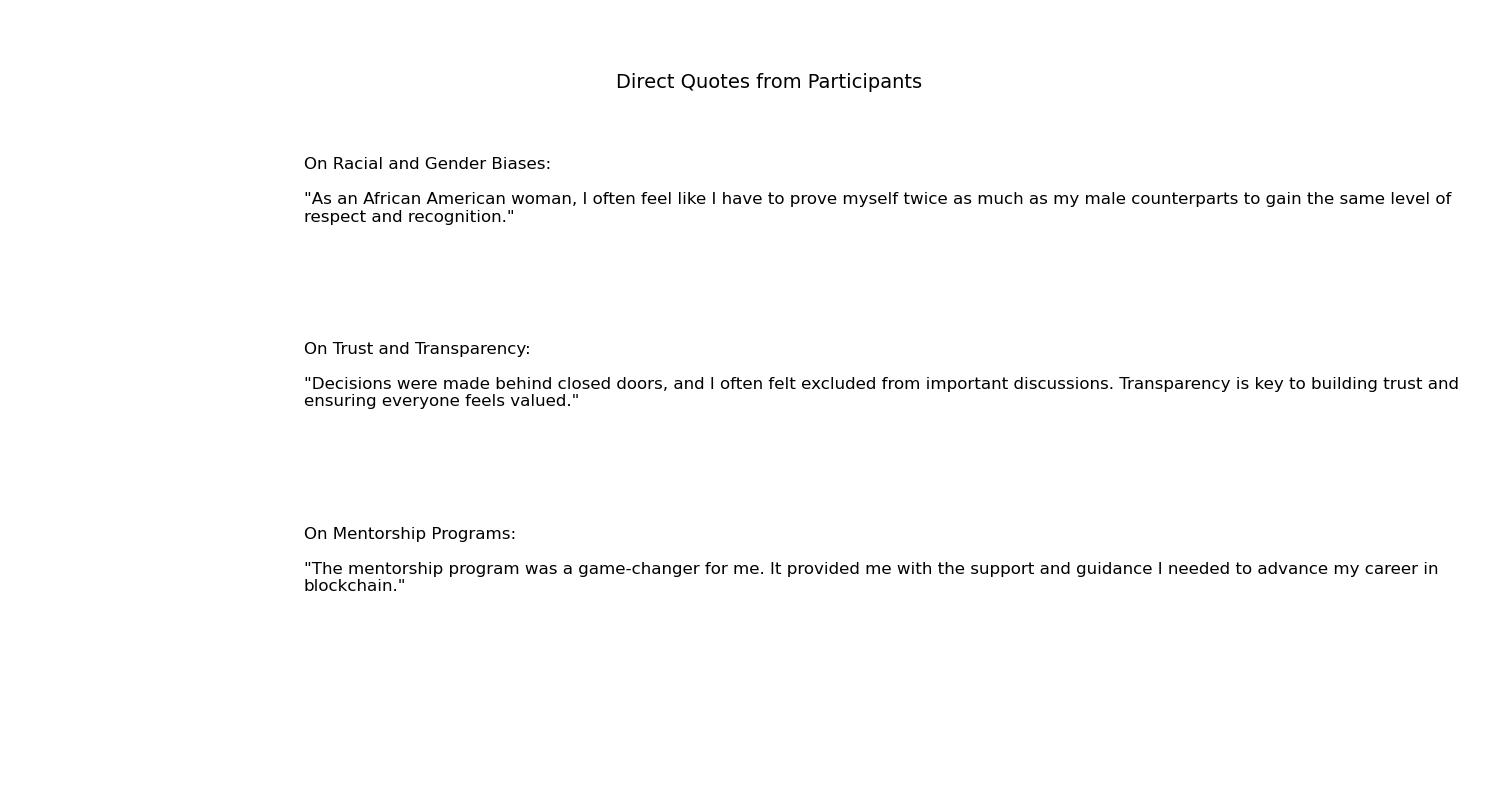 Direct Quotes from Participants
On Racial and Gender Biases:
"As an African American woman, I often feel like I have to prove myself twice as much as my male counterparts to gain the same level of
respect and recognition."
On Trust and Transparency:
"Decisions were made behind closed doors, and I often felt excluded from important discussions. Transparency is key to building trust and
ensuring everyone feels valued."
On Mentorship Programs:
"The mentorship program was a game-changer for me. It provided me with the support and guidance I needed to advance my career in
blockchain."